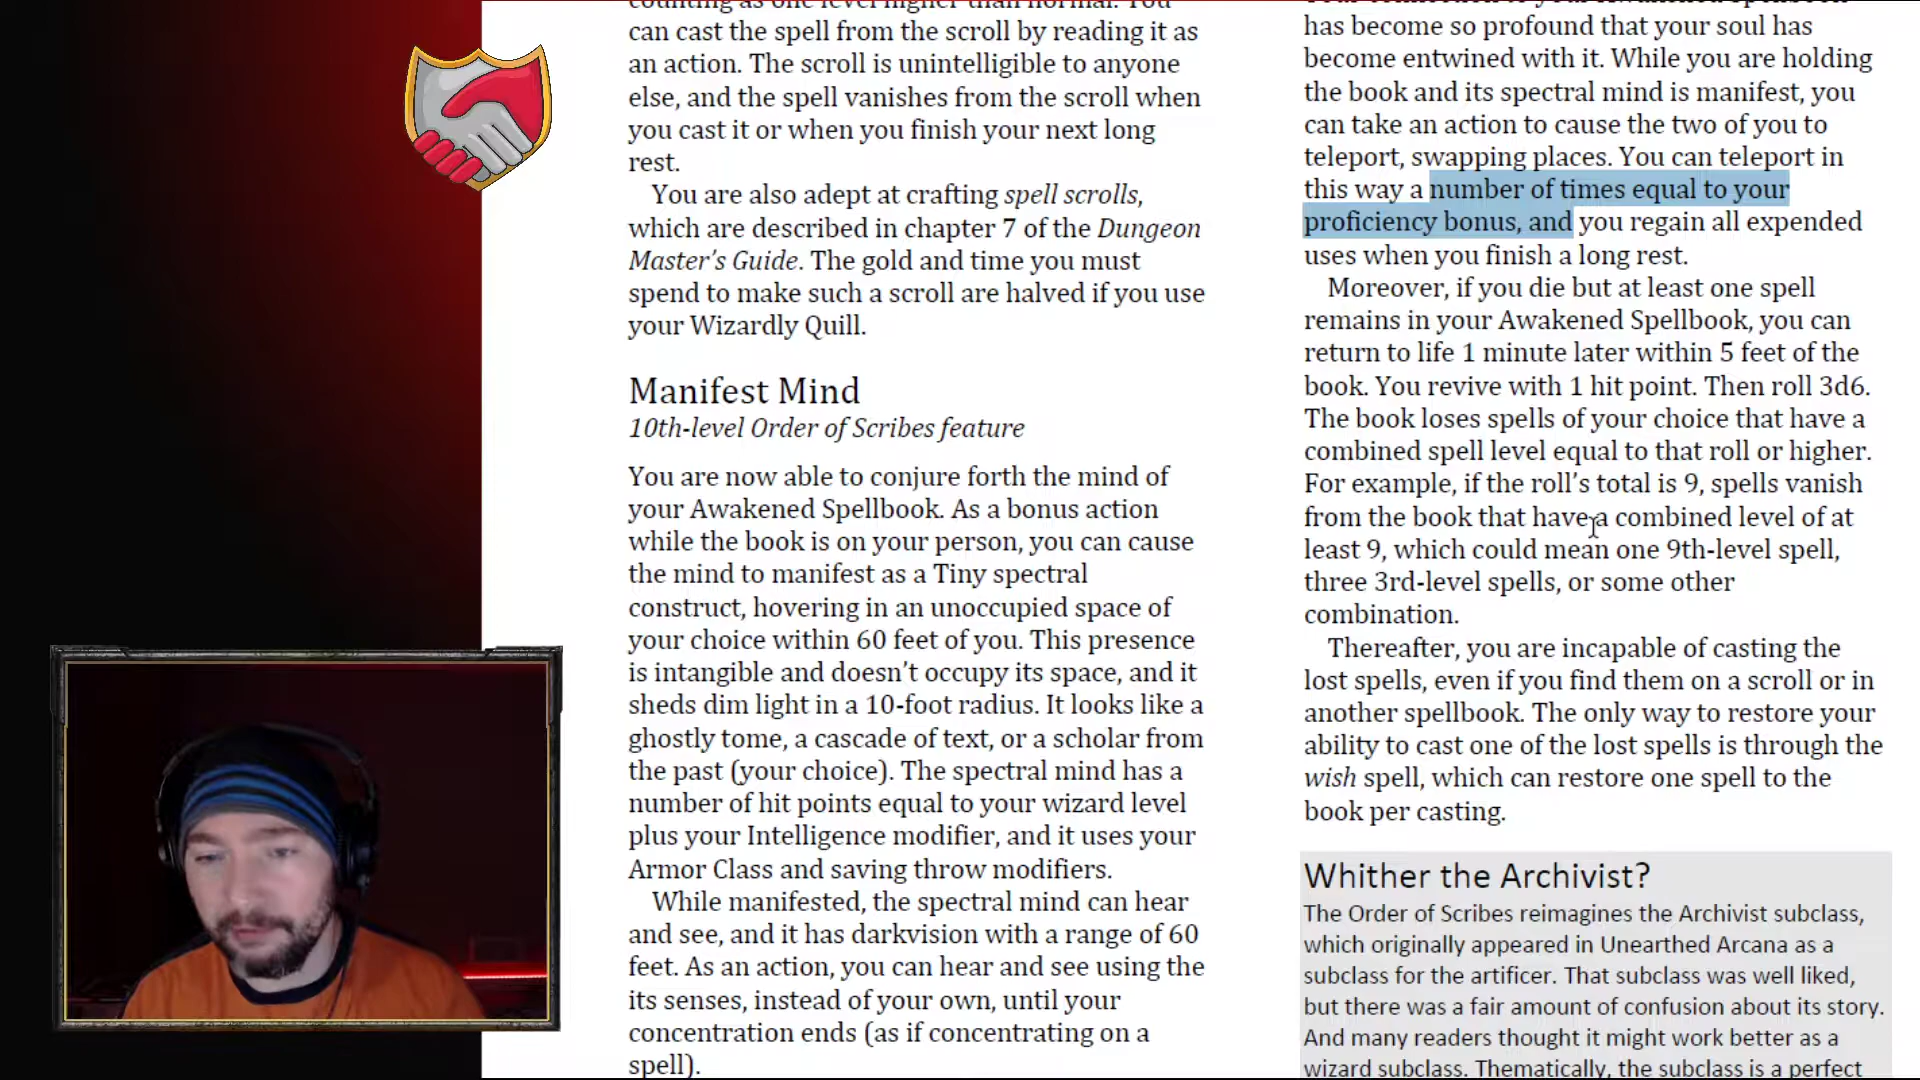 counting as one level higher than normal. You
can cast the spell from the scroll by reading it as
an action. The scroll is unintelligible to anyone
else, and the spell vanishes from the scroll when
you cast it or when you finish your next long
rest.
You are also adept at crafting spell scrolls,
which are described in chapter 7 of the Dungeon
Master’s Guide. The gold and time you must
spend to make such a scroll are halved if you use
your Wizardly Quill.
Manifest Mind
10th-level Order of Scribes feature
You are now able to conjure forth the mind of
your Awakened Spellbook. As a bonus action
while the book is on your person, you can cause
the mind to manifest as a Tiny spectral
construct, hovering in an unoccupied space of
your choice within 60 feet of you. This presence
is intangible and doesn’t occupy its space, and it
sheds dim light in a 10-foot radius. It looks like a
ghostly tome, a cascade of text, or a scholar from
the past (your choice). The spectral mind has a
number of hit points equal to your wizard level
plus your Intelligence modifier, and it uses your
Armor Class and saving throw modifiers.
While manifested, the spectral mind can hear
and see, and it has darkvision with a range of 60
feet. As an action, you can hear and see using the
its senses, instead of your own, until your
concentration ends (as if concentrating on a
spell).
has become so profound that your soul has
become entwined with it. While you are holding
the book and its spectral mind is manifest, you
can take an action to cause the two of you to
teleport, swapping places. You can teleport in
this way a number of times equal to your
proficiency bonus, and you regain all expended
uses when you finish a long rest.
Moreover, if you die but at least one spell
remains in your Awakened Spellbook, you can
return to life 1 minute later within 5 feet of the
book. You revive with 1 hit point. Then roll 3d6.
The book loses spells of your choice that have a
combined spell level equal to that roll or higher.
For example, if the roll’s total is 9, spells vanish
from the book that have a combined level of at
least 9, which could mean one 9th-level spell,
three 3rd-level spells, or some other
combination.
Thereafter, you are incapable of casting the
lost spells, even if you find them on a scroll or in
another spellbook. The only way to restore your
ability to cast one of the lost spells is through the
wish spell, which can restore one spell to the
book per casting.
Whither the Archivist?
The Order of Scribes reimagines the Archivist subclass,
which originally appeared in Unearthed Arcana as a
subclass for the artificer. That subclass was well liked,
but there was a fair amount of confusion about its story.
And many readers thought it might work better as a
wizard subclass. Thematically, the subclass is a perfect